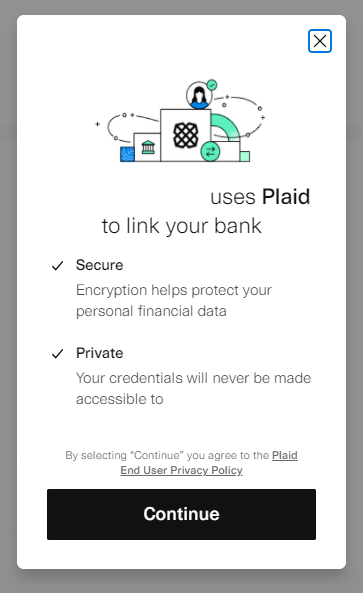 uses Plaid
to link your bank
Secure
Encryption helps protect your
personal financial data
Private
Your credentials will never be made
accessible to
By selecting “Continue” you agree to the Plaid
End User Privacy Policy
Continue